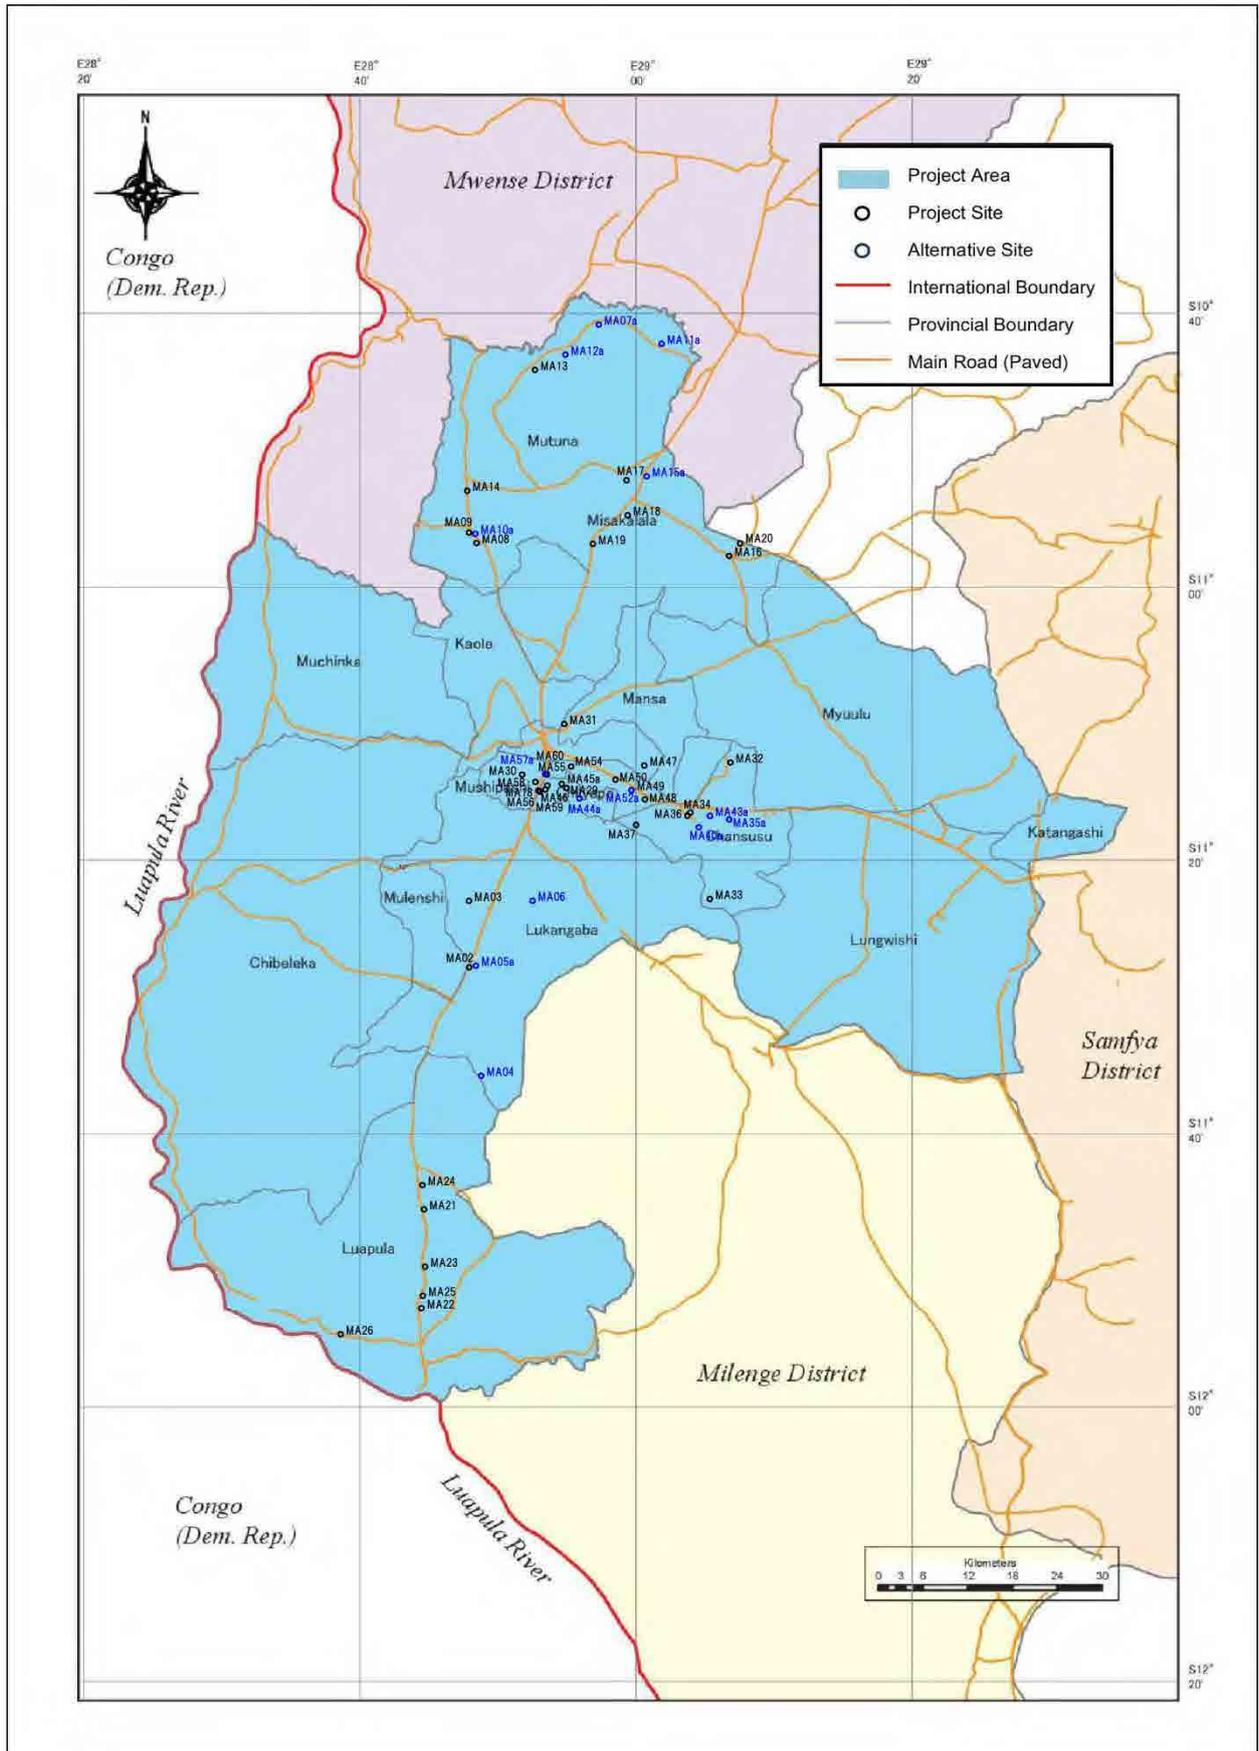 E28°
20'
E28°
40'
E29°
00'
E29°
20'
N
Congo
(Dem. Rep.)
Mwense District
Project Area
Project Site
Alternative Site
International Boundary
Provincial Boundary
Main Road (Paved)
S10°
40'
MA07a
MA11a
MA12a
MA13
Mutuna
MA17
MA15a
MA14
MA18
Misakalala
MA09
MA10a
MA08
MA19
MA20
MA16
S11°
00'
Kaole
Muchinka
Mansa
Myuulu
MA31
MA60
MA57a
MA54
MA47
MA32
MA55
MA30
MA58
MA45a
MA50
MA49
MA46
MA29
MA52a
MA48
MA56
MA59
MA44a
MA34
MA36
MA43a
MA35a
MA37
Chansusu
Katangashi
S11°
20'
Luapula River
Mulenshi
MA03
MA06
MA33
Lukangaba
Lungwishi
Chibeleka
MA02
MA05a
Samfya
District
MA04
S11°
40'
MA24
MA21
Luapula
MA23
MA25
MA22
MA26
Milenge District
S12°
00'
Congo
(Dem. Rep.)
Luapula River
Kilometers
0 3 6 12 18 24 30
S12°
20'